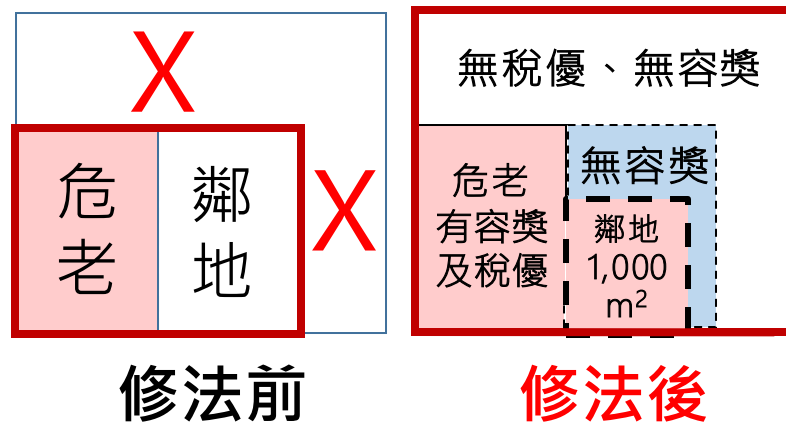 X
X
危
老
鄰
地
修法前
無稅優、無容獎
危老
有容獎
及稅優
無容獎
鄰地
1,000
m²
修法後